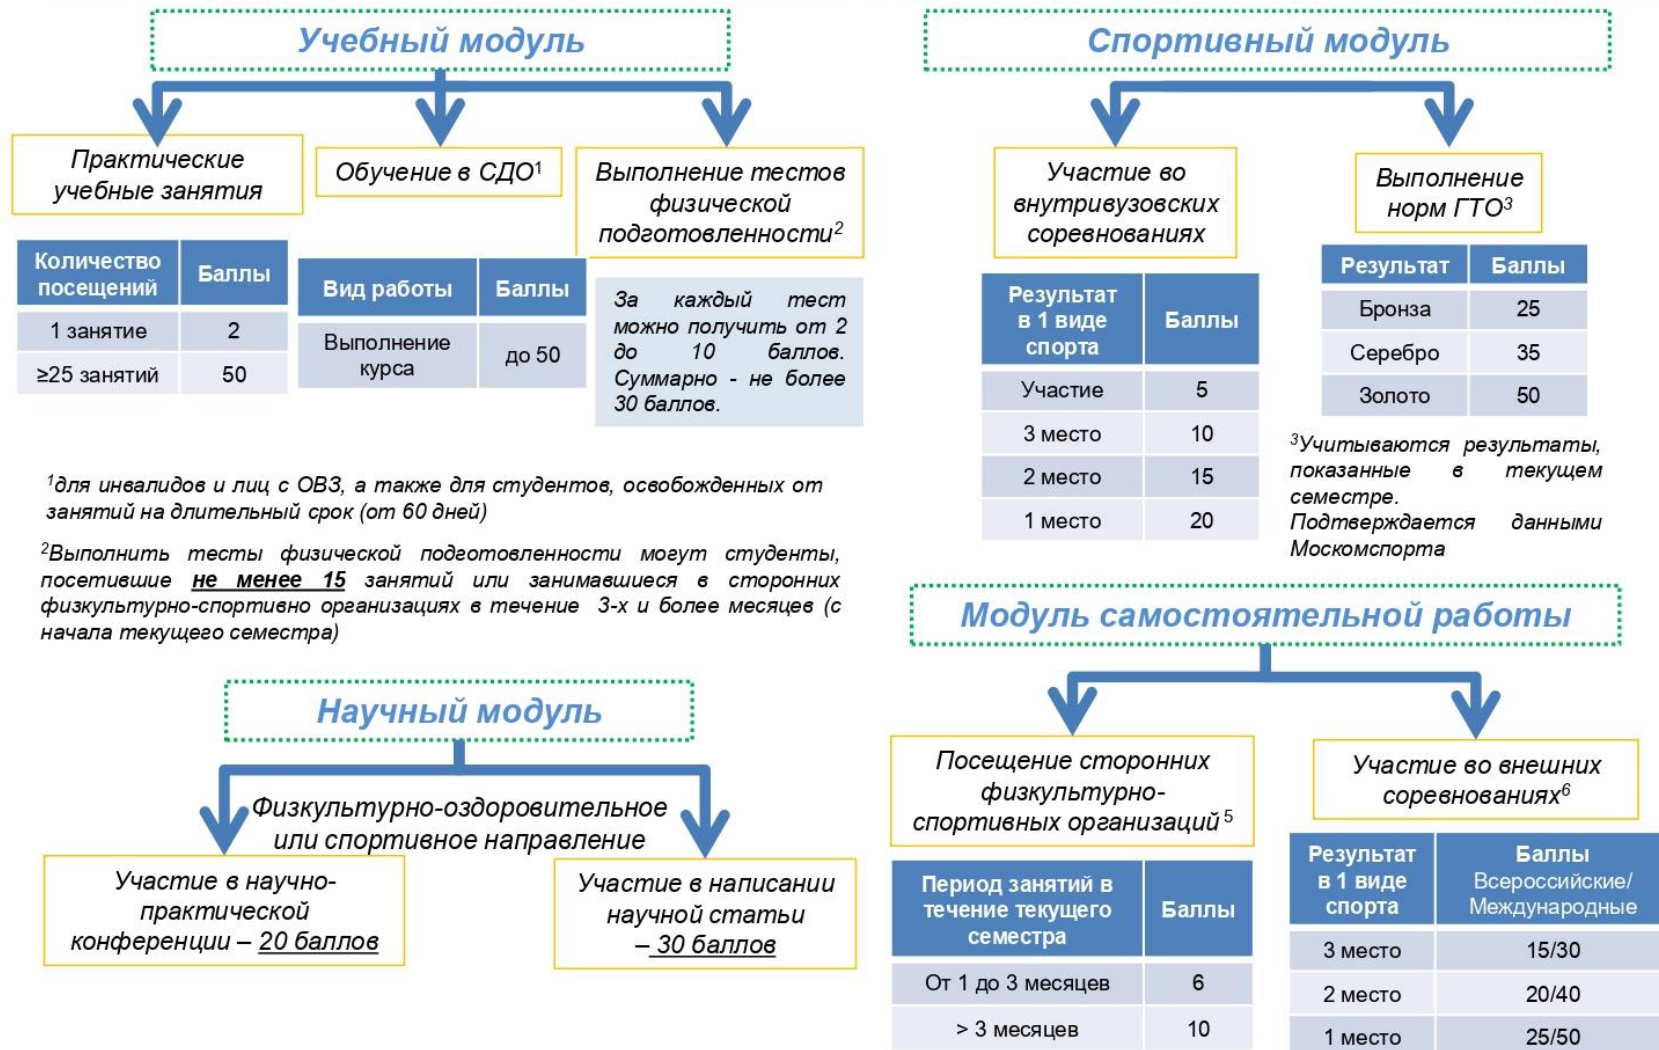 Учебный модуль
Практические
учебные занятия
Количество
посещений
Баллы
1 занятие
2
≥25 занятий
50
Обучение в СДО¹
Вид работы
Баллы
Выполнение
курса
до 50
Выполнение тестов
физической
подготовленности²
За каждый тест
можно получить от 2
до 10 баллов.
Суммарно - не более
30 баллов.
¹для инвалидов и лиц с ОВЗ, а также для студентов, освобожденных от
занятий на длительный срок (от 60 дней)
²Выполнить тесты физической подготовленности могут студенты,
посетившие не менее 15 занятий или занимавшиеся в сторонних
физкультурно-спортивно организациях в течение 3-х и более месяцев (с
начала текущего семестра)
Спортивный модуль
Участие во
внутривузовских
соревнованиях
Результат
в 1 виде
спорта
Баллы
Участие
5
3 место
10
2 место
15
1 место
20
Выполнение
норм ГТО³
Результат
Баллы
Бронза
25
Серебро
35
Золото
50
³Учитываются результаты,
показанные в текущем
семестре.
Подтверждается данными
Москомспорта
Научный модуль
Физкультурно-оздоровительное
или спортивное направление
Участие в научно-
практической
конференции – 20 баллов
Участие в написании
научной статьи
– 30 баллов
Модуль самостоятельной работы
Посещение сторонних
физкультурно-
спортивных организаций ⁵
Период занятий в
течение текущего
семестра
Баллы
От 1 до 3 месяцев
6
> 3 месяцев
10
Участие во внешних
соревнованиях⁶
Результат
в 1 виде
спорта
Баллы
Всероссийские/
Международные
3 место
15/30
2 место
20/40
1 место
25/50